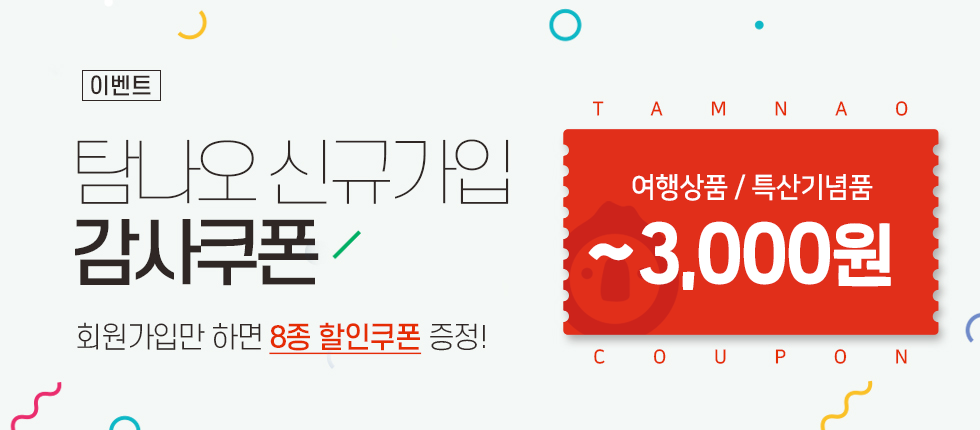 이벤트
탐나오 신규가입
감사쿠폰
회원가입만 하면 8종 할인쿠폰 증정!
TAMNAO
여행상품 / 특산기념품
~3,000원
COUPON